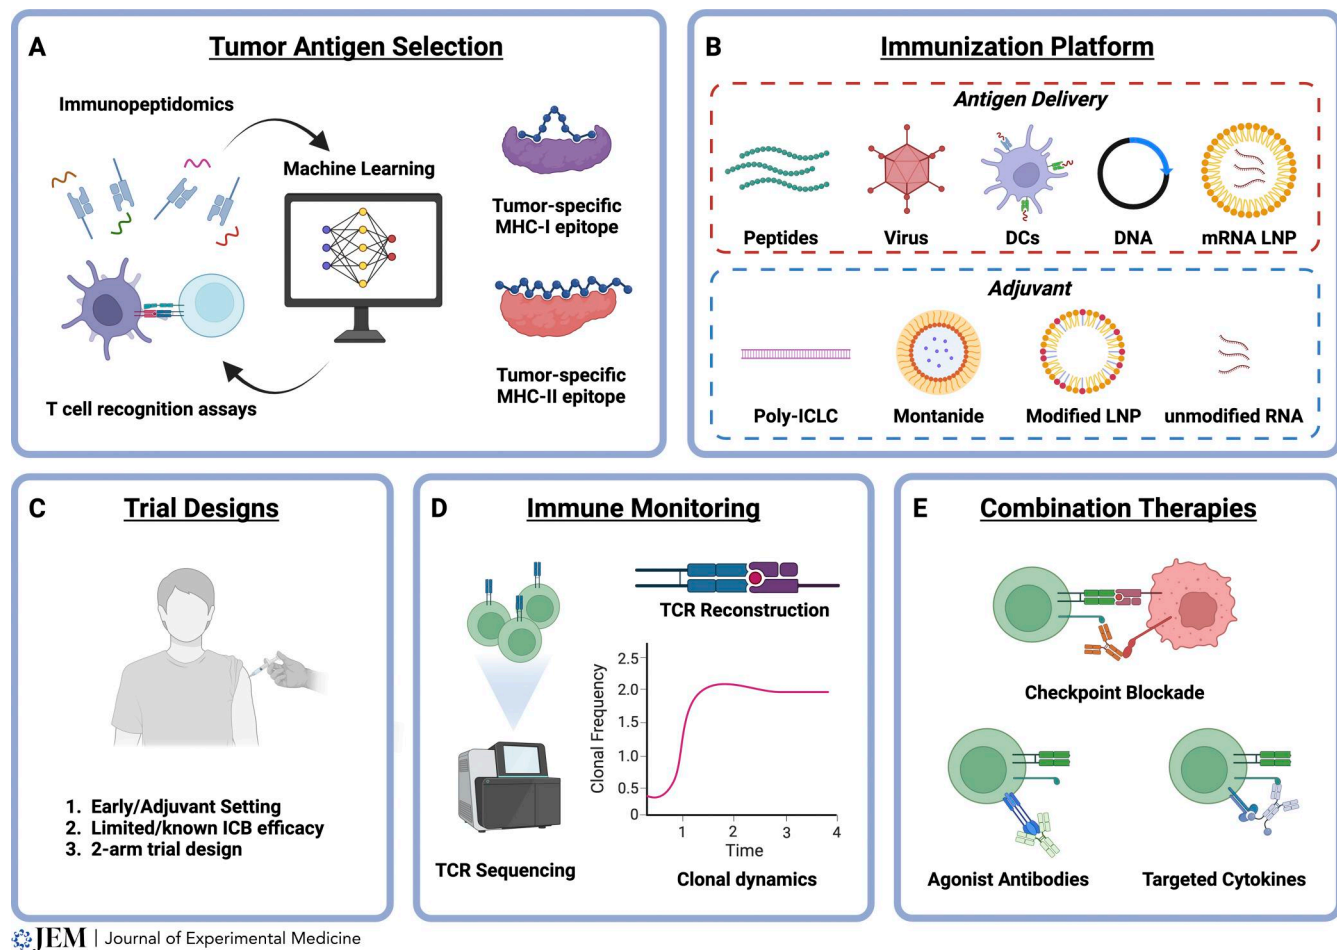 A
Tumor Antigen Selection
Immunopeptidomics
Machine Learning
Tumor-specific
MHC-I epitope
Tumor-specific
MHC-II epitope
T cell recognition assays
B
Immunization Platform
Antigen Delivery
Peptides
Virus
DCs
DNA
mRNA LNP
Adjuvant
Poly-ICLC
Montanide
Modified LNP
unmodified RNA
C
Trial Designs
1. Early/Adjuvant Setting
2. Limited/known ICB efficacy
3. 2-arm trial design
D
Immune Monitoring
TCR Reconstruction
TCR Sequencing
Clonal Frequency
2.5
2.0
1.5
1.0
0.5
0
1 2 3 4
Time
Clonal dynamics
E
Combination Therapies
Checkpoint Blockade
Agonist Antibodies
Targeted Cytokines
JEM | Journal of Experimental Medicine